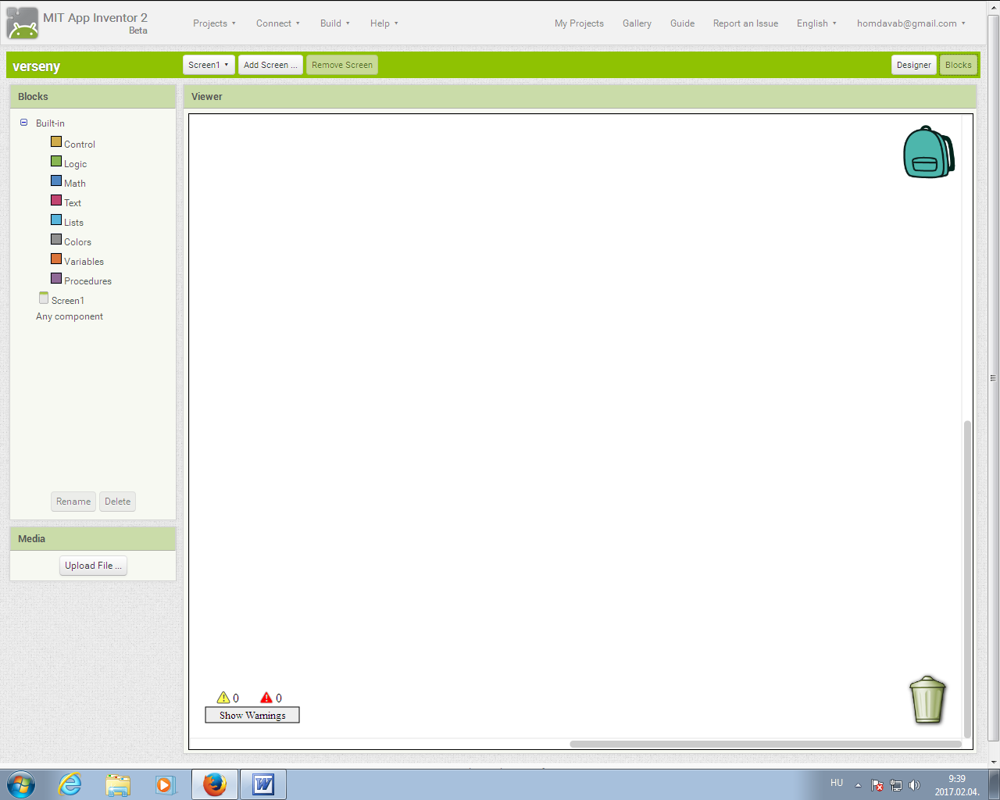 MIT App Inventor 2
Beta
Projects Connect Build Help My Projects Gallery Guide Report an Issue English homdavab@gmail.com
verseny Screen1 Add Screen ... Remove Screen Designer Blocks
Blocks
Viewer
Built-in
Control
Logic
Math
Text
Lists
Colors
Variables
Procedures
Screen1
Any component
Rename Delete
Media
Upload File ...
0 0
Show Warnings
HU 9:39
2017.02.04.